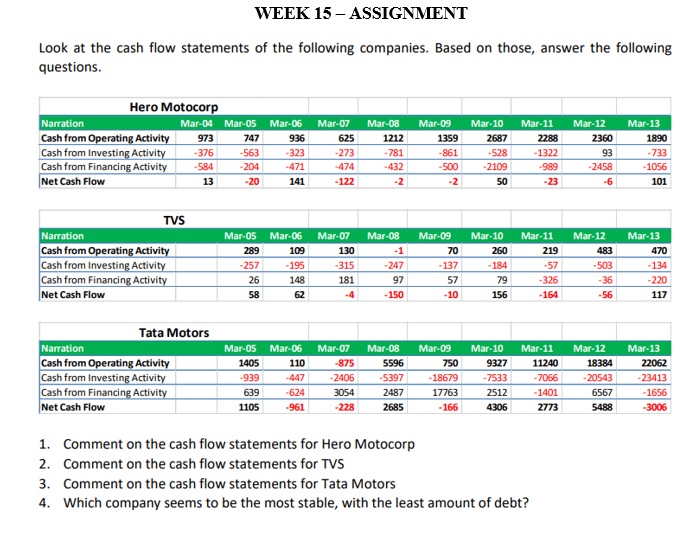 WEEK 15 – ASSIGNMENT
Look at the cash flow statements of the following companies. Based on those, answer the following
questions.
Hero Motocorp
Narration Mar-04 Mar-05 Mar-06 Mar-07 Mar-08 Mar-09 Mar-10 Mar-11 Mar-12 Mar-13
Cash from Operating Activity 973 747 936 625 1212 1359 2687 2288 2360 1890
Cash from Investing Activity -376 -563 -323 -273 -781 -861 -528 -1322 93 -733
Cash from Financing Activity -584 -204 -471 -474 -432 -500 -2109 -989 -2458 -1056
Net Cash Flow 13 -20 141 -122 -2 -2 50 -23 -6 101
TVS
Narration Mar-05 Mar-06 Mar-07 Mar-08 Mar-09 Mar-10 Mar-11 Mar-12 Mar-13
Cash from Operating Activity 289 109 130 -1 70 260 219 483 470
Cash from Investing Activity -257 -195 -315 -247 -137 -184 -57 -503 -134
Cash from Financing Activity 26 148 181 97 57 79 -326 -36 -220
Net Cash Flow 58 62 -4 -150 -10 156 -164 -56 117
Tata Motors
Narration Mar-05 Mar-06 Mar-07 Mar-08 Mar-09 Mar-10 Mar-11 Mar-12 Mar-13
Cash from Operating Activity 1405 110 -875 5596 750 9327 11240 18384 22062
Cash from Investing Activity -939 -447 -2406 -5397 -18679 -7533 -7066 -20543 -23413
Cash from Financing Activity 639 -624 3054 2487 17763 2512 -1401 6567 -1656
Net Cash Flow 1105 -961 -228 2685 -166 4306 2773 5488 -3006
1. Comment on the cash flow statements for Hero Motocorp
2. Comment on the cash flow statements for TVS
3. Comment on the cash flow statements for Tata Motors
4. Which company seems to be the most stable, with the least amount of debt?